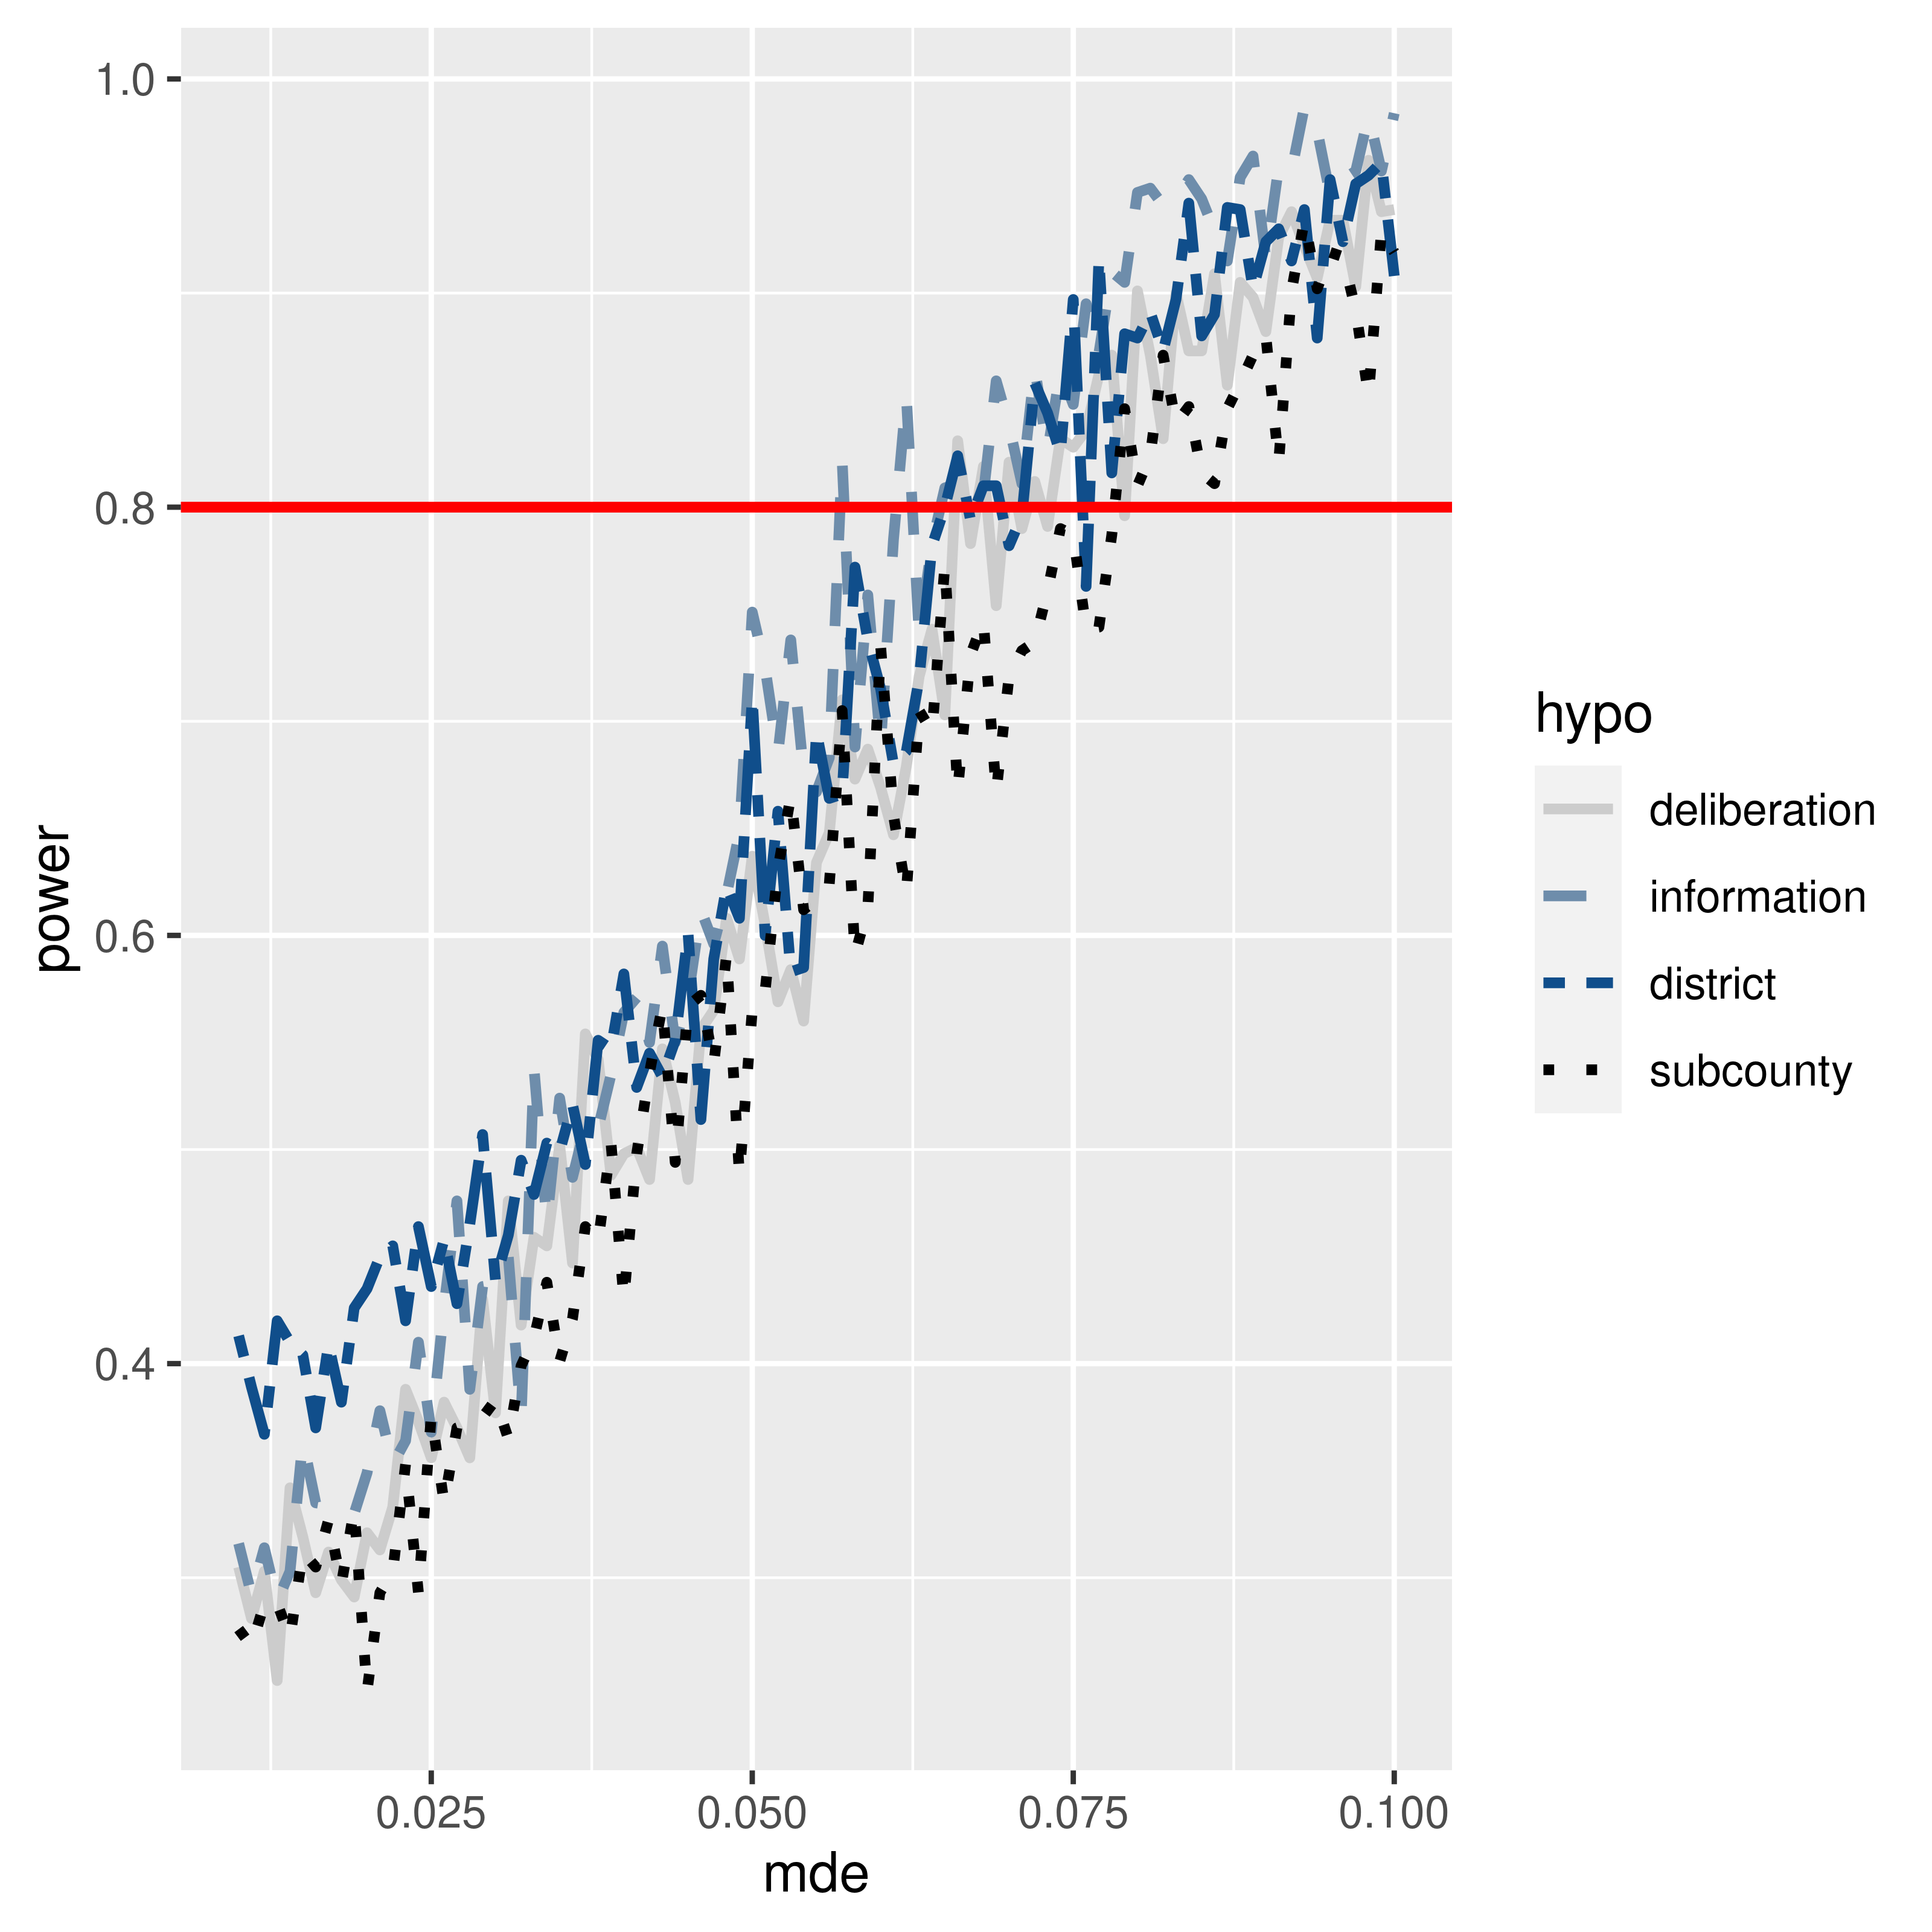 1.0
0.8
0.6
0.4
power
0.025
0.050
0.075
0.100
mde
hypo
deliberation
information
district
subcounty